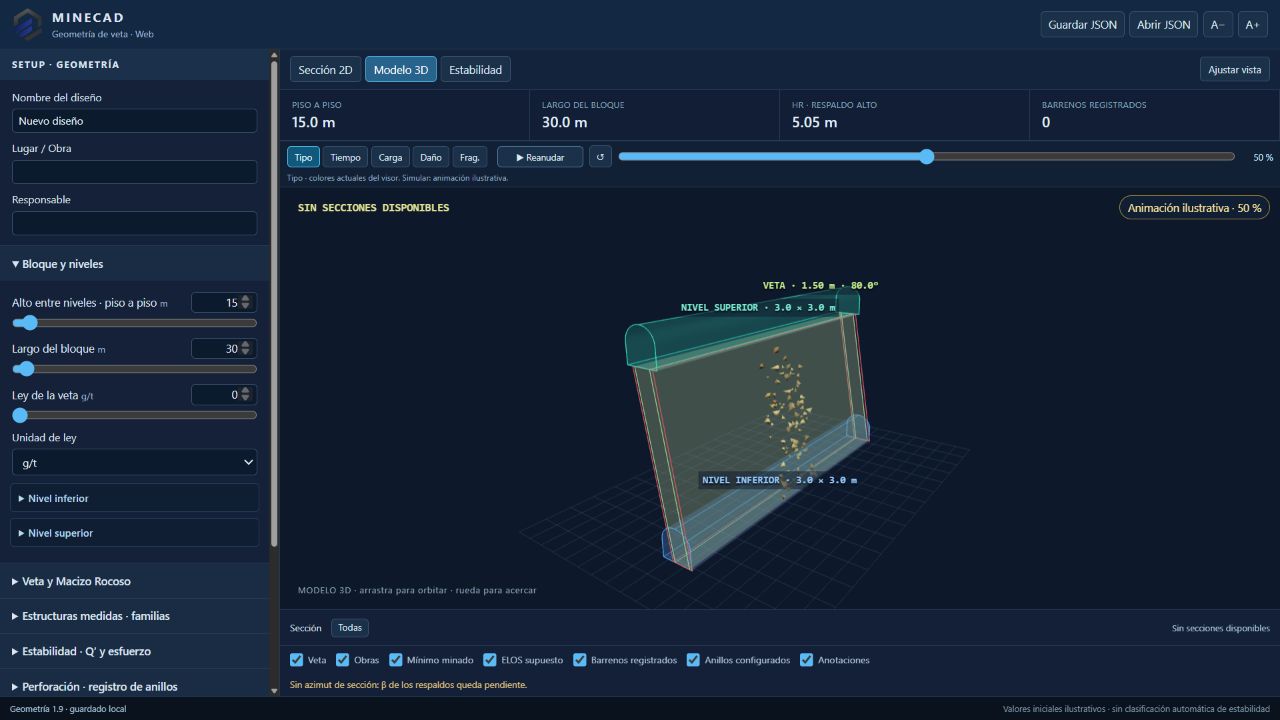 MINECAD
Geometría de veta · Web
Guardar JSON
Abrir JSON
A−
A+
SETUP · GEOMETRÍA
Nombre del diseño
Nuevo diseño
Lugar / Obra
Responsable
▾ Bloque y niveles
Alto entre niveles · piso a piso m
15
Largo del bloque m
30
Ley de la veta g/t
0
Unidad de ley
g/t
▸ Nivel inferior
▸ Nivel superior
▸ Veta y Macizo Rocoso
▸ Estructuras medidas · familias
▸ Estabilidad · Q′ y esfuerzo
▸ Perforación · registro de anillos
Sección 2D
Modelo 3D
Estabilidad
Ajustar vista
PISO A PISO
15.0 m
LARGO DEL BLOQUE
30.0 m
HR · RESPALDO ALTO
5.05 m
BARRENOS REGISTRADOS
0
Tipo
Tiempo
Carga
Daño
Frag.
▶ Reanudar
↺
50 %
Tipo · colores actuales del visor. Simular: animación ilustrativa.
SIN SECCIONES DISPONIBLES
Animación ilustrativa · 50 %
VETA · 1.50 m · 80.0°
NIVEL SUPERIOR · 3.0 × 3.0 m
NIVEL INFERIOR · 3.0 × 3.0 m
MODELO 3D · arrastra para orbitar · rueda para acercar
Sección
Todas
Sin secciones disponibles
Veta
Obras
Mínimo minado
ELOS supuesto
Barrenos registrados
Anillos configurados
Anotaciones
Sin azimut de sección: β de los respaldos queda pendiente.
Geometría 1.9 · guardado local
Valores iniciales ilustrativos · sin clasificación automática de estabilidad